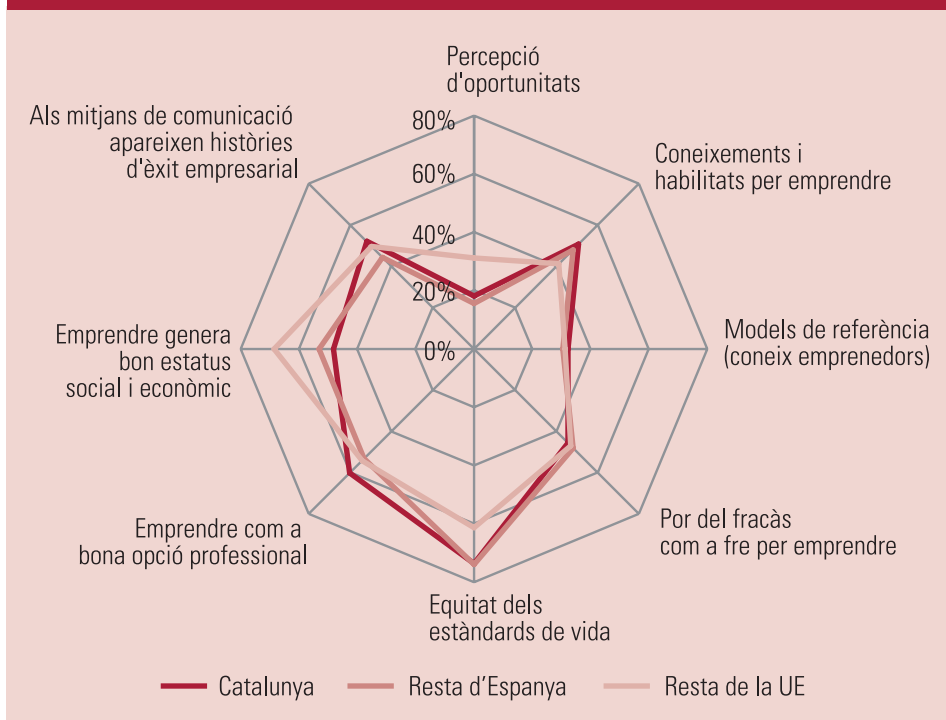 Percepció
d'oportunitats
Als mitjans de comunicació
apareixen històries
d'èxit empresarial
Coneixements i
habilitats per emprendre
80%
60%
40%
20%
0%
Emprendre genera
bon estatus
social i econòmic
Models de referència
(coneix emprenedors)
Emprendre com a
bona opció professional
Por del fracàs
com a fre per emprendre
Equitat dels
estàndards de vida
Catalunya
Resta d’Espanya
Resta de la UE